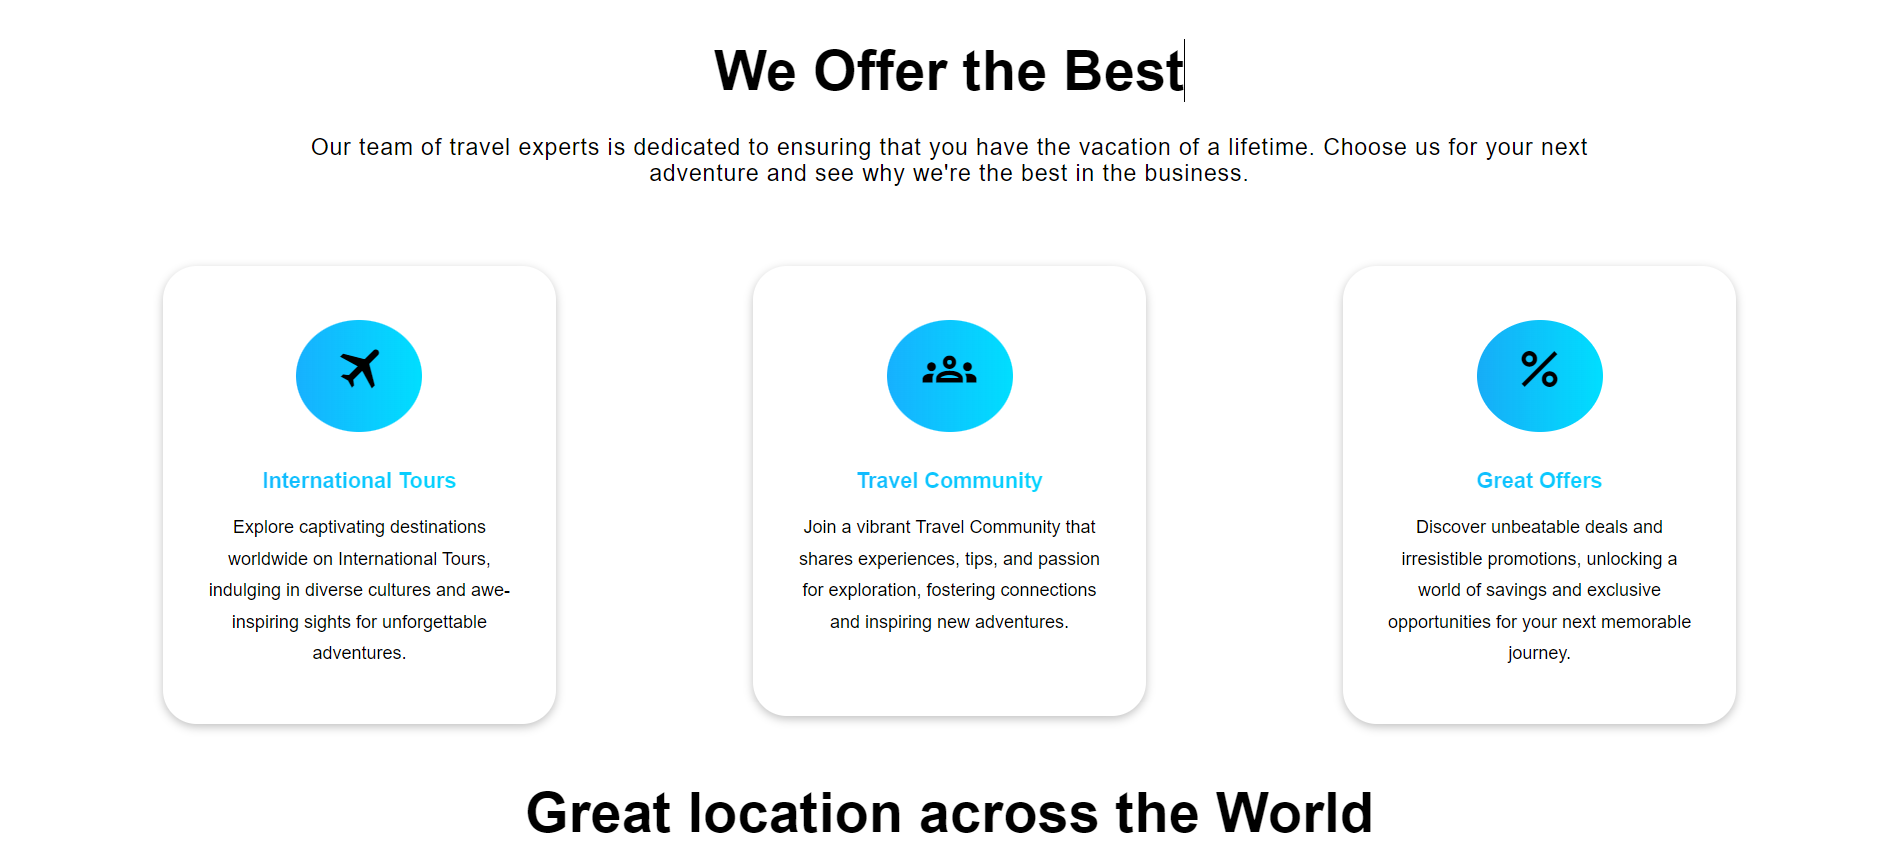 We Offer the Best
Our team of travel experts is dedicated to ensuring that you have the vacation of a lifetime. Choose us for your next
adventure and see why we're the best in the business.
International Tours
Explore captivating destinations
worldwide on International Tours,
indulging in diverse cultures and awe-
inspiring sights for unforgettable
adventures.
Travel Community
Join a vibrant Travel Community that
shares experiences, tips, and passion
for exploration, fostering connections
and inspiring new adventures.
Great Offers
Discover unbeatable deals and
irresistible promotions, unlocking a
world of savings and exclusive
opportunities for your next memorable
journey.
Great location across the World